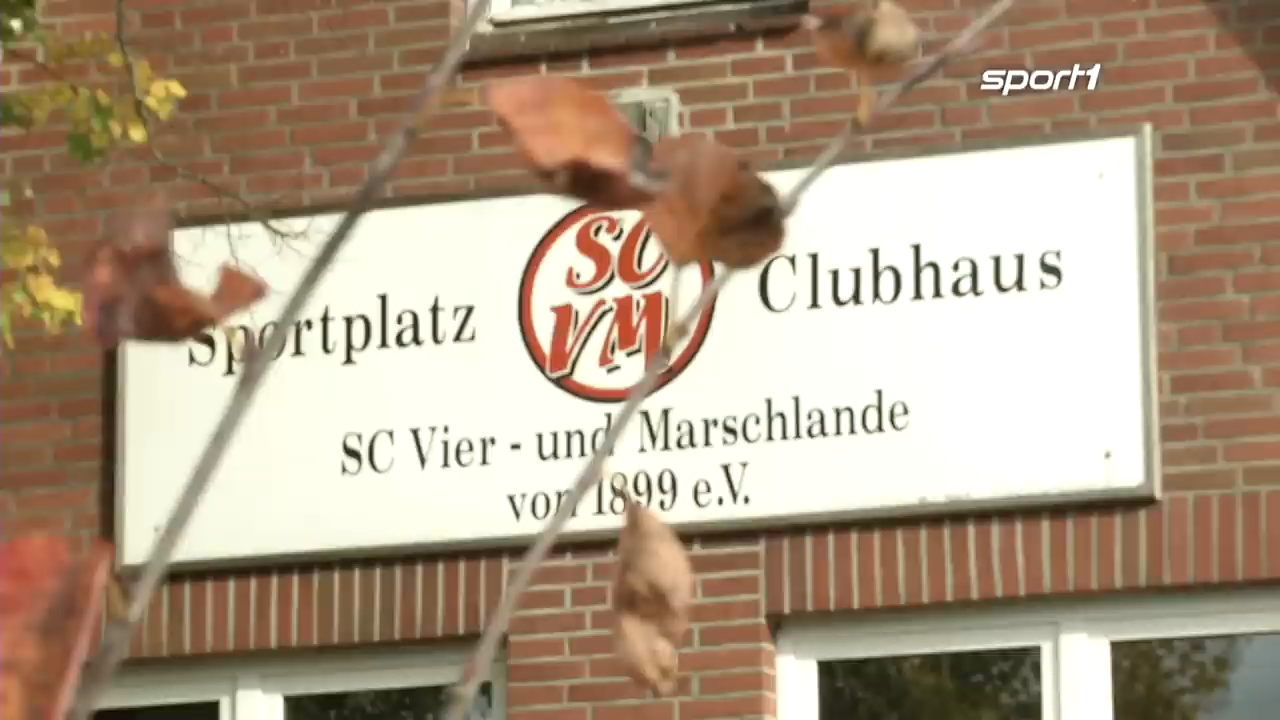 sport1
Sportplatz SC VM Clubhaus
SC Vier - und Marschlande
von 1899 e.V.